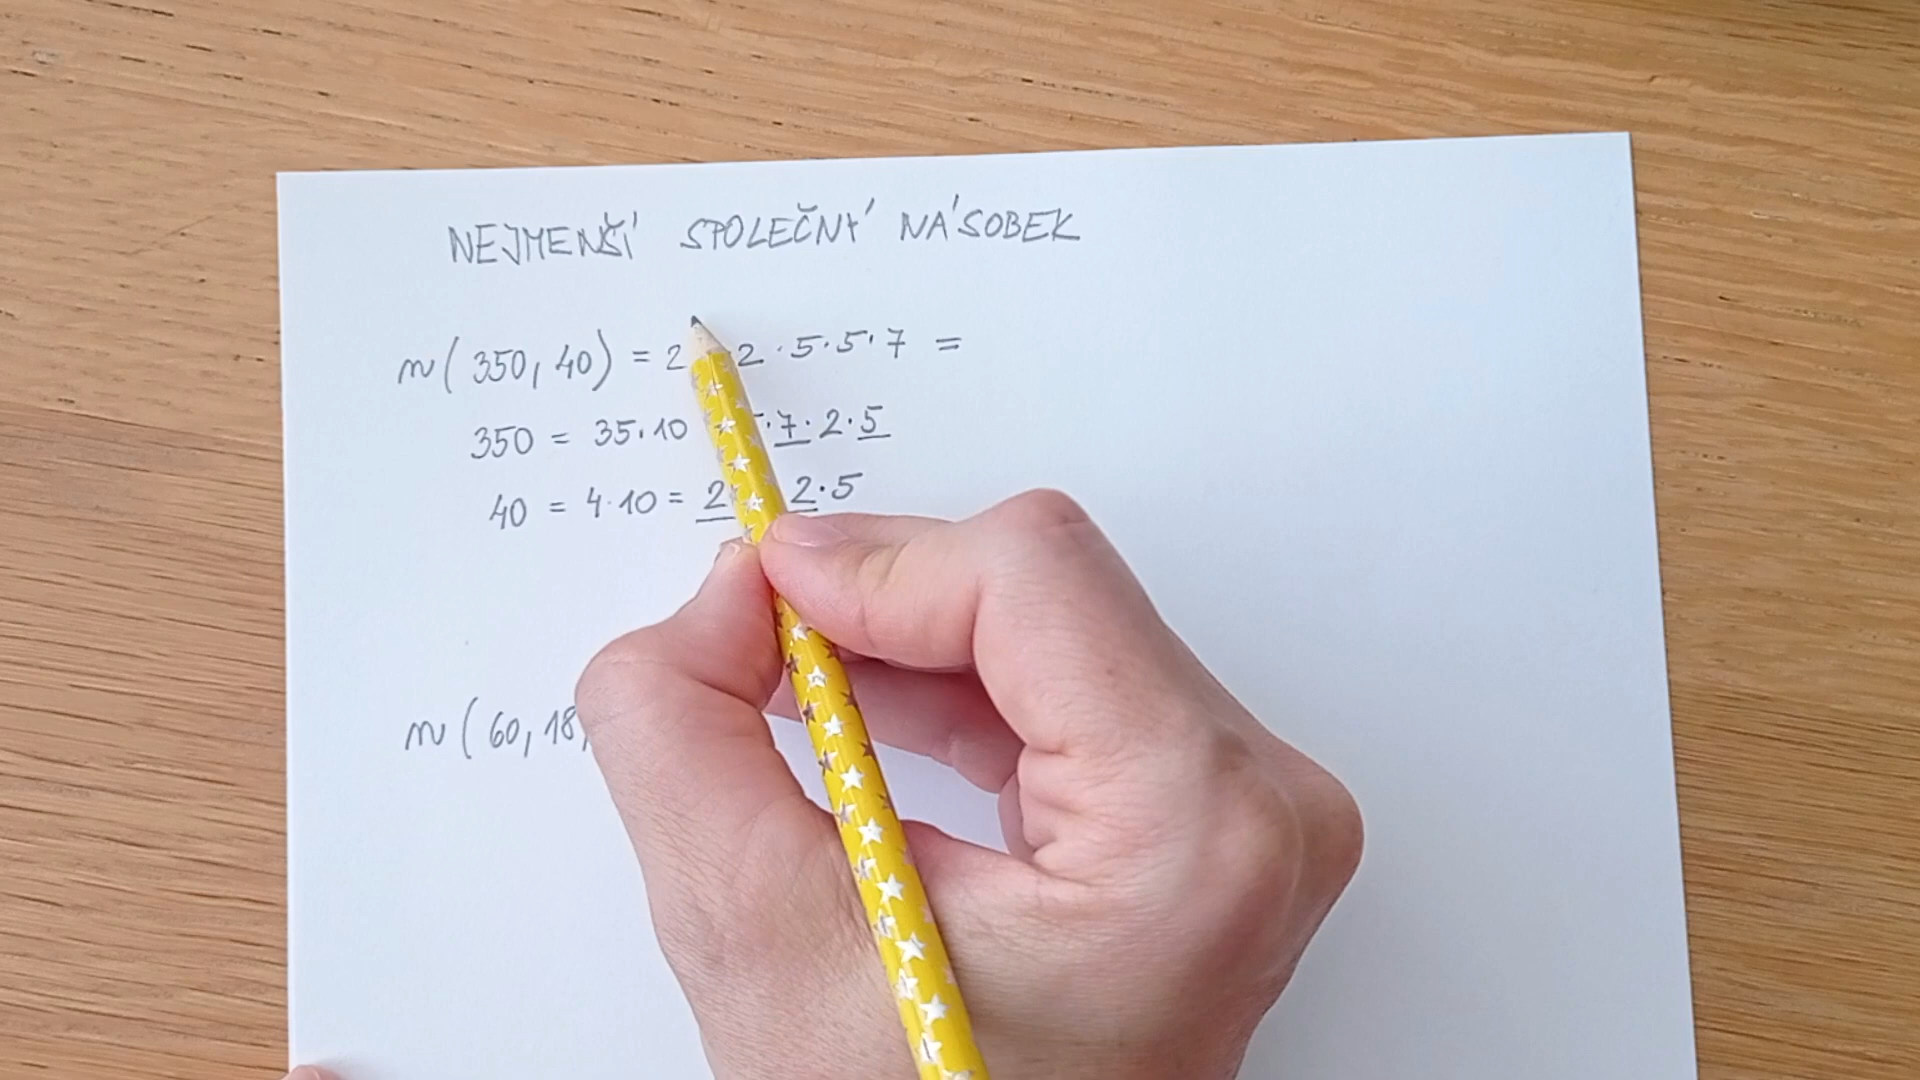 NEJMENŠÍ SPOLEČNÝ NÁSOBEK
n(350, 40) = 2 2 · 5 · 5 · 7 =
350 = 35 · 10 · 7 · 2 · 5
40 = 4 · 10 = 2 2 · 5
n(60, 18,